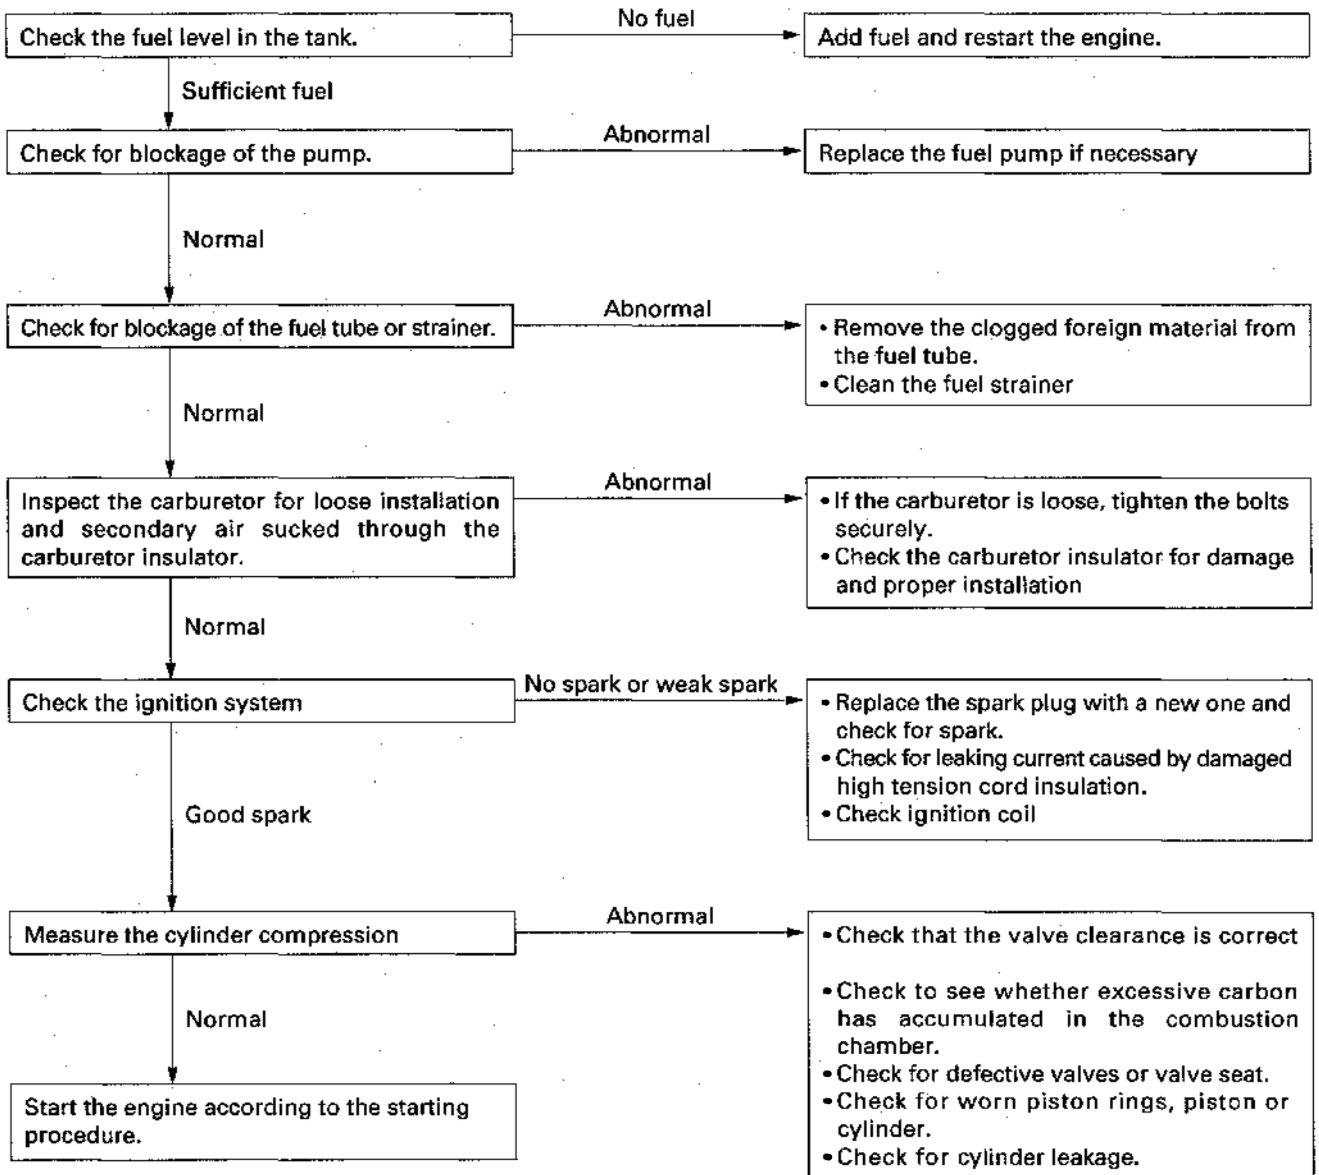 Check the fuel level in the tank.
No fuel
Add fuel and restart the engine.
Sufficient fuel
Check for blockage of the pump.
Abnormal
Replace the fuel pump if necessary
Normal
Check for blockage of the fuel tube or strainer.
Abnormal
• Remove the clogged foreign material from
the fuel tube.
• Clean the fuel strainer
Normal
Inspect the carburetor for loose installation
and secondary air sucked through the
carburetor insulator.
Abnormal
• If the carburetor is loose, tighten the bolts
securely.
• Check the carburetor insulator for damage
and proper installation
Normal
Check the ignition system
No spark or weak spark
• Replace the spark plug with a new one and
check for spark.
• Check for leaking current caused by damaged
high tension cord insulation.
• Check ignition coil
Good spark
Measure the cylinder compression
Abnormal
• Check that the valve clearance is correct
• Check to see whether excessive carbon
has accumulated in the combustion
chamber.
• Check for defective valves or valve seat.
• Check for worn piston rings, piston or
cylinder.
• Check for cylinder leakage.
Normal
Start the engine according to the starting
procedure.